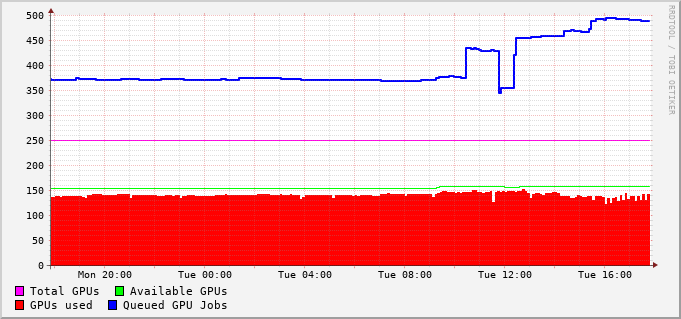 500
450
400
350
300
250
200
150
100
50
0
Mon 20:00 Tue 00:00 Tue 04:00 Tue 08:00 Tue 12:00 Tue 16:00
Total GPUs Available GPUs
GPUs used Queued GPU Jobs
RRDTOOL / TOBI OETIKER